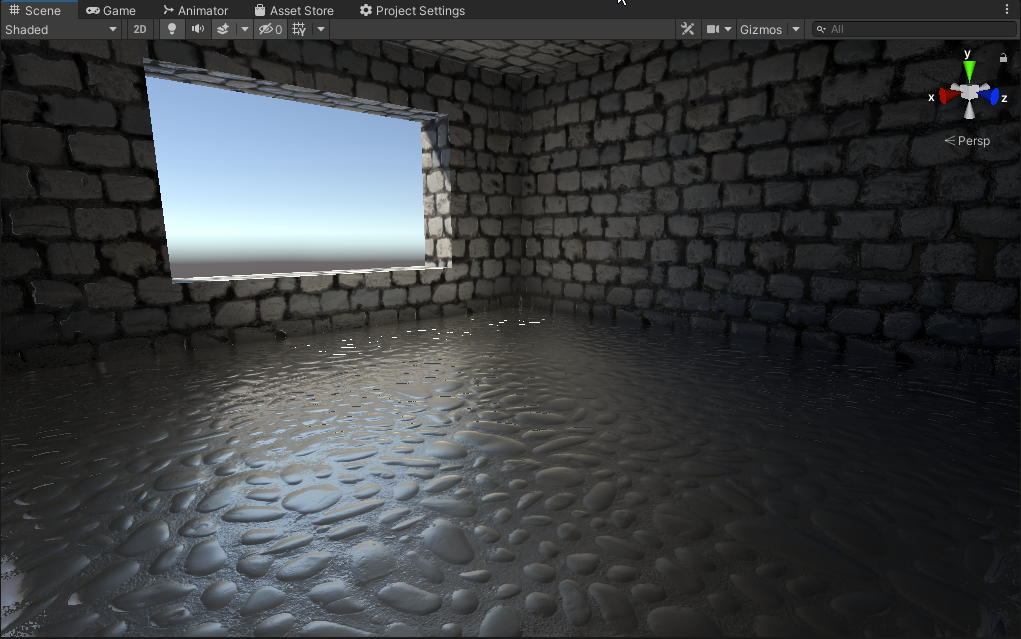 Scene Game Animator Asset Store Project Settings
Shaded 2D 0 Gizmos All
y
x z
Persp